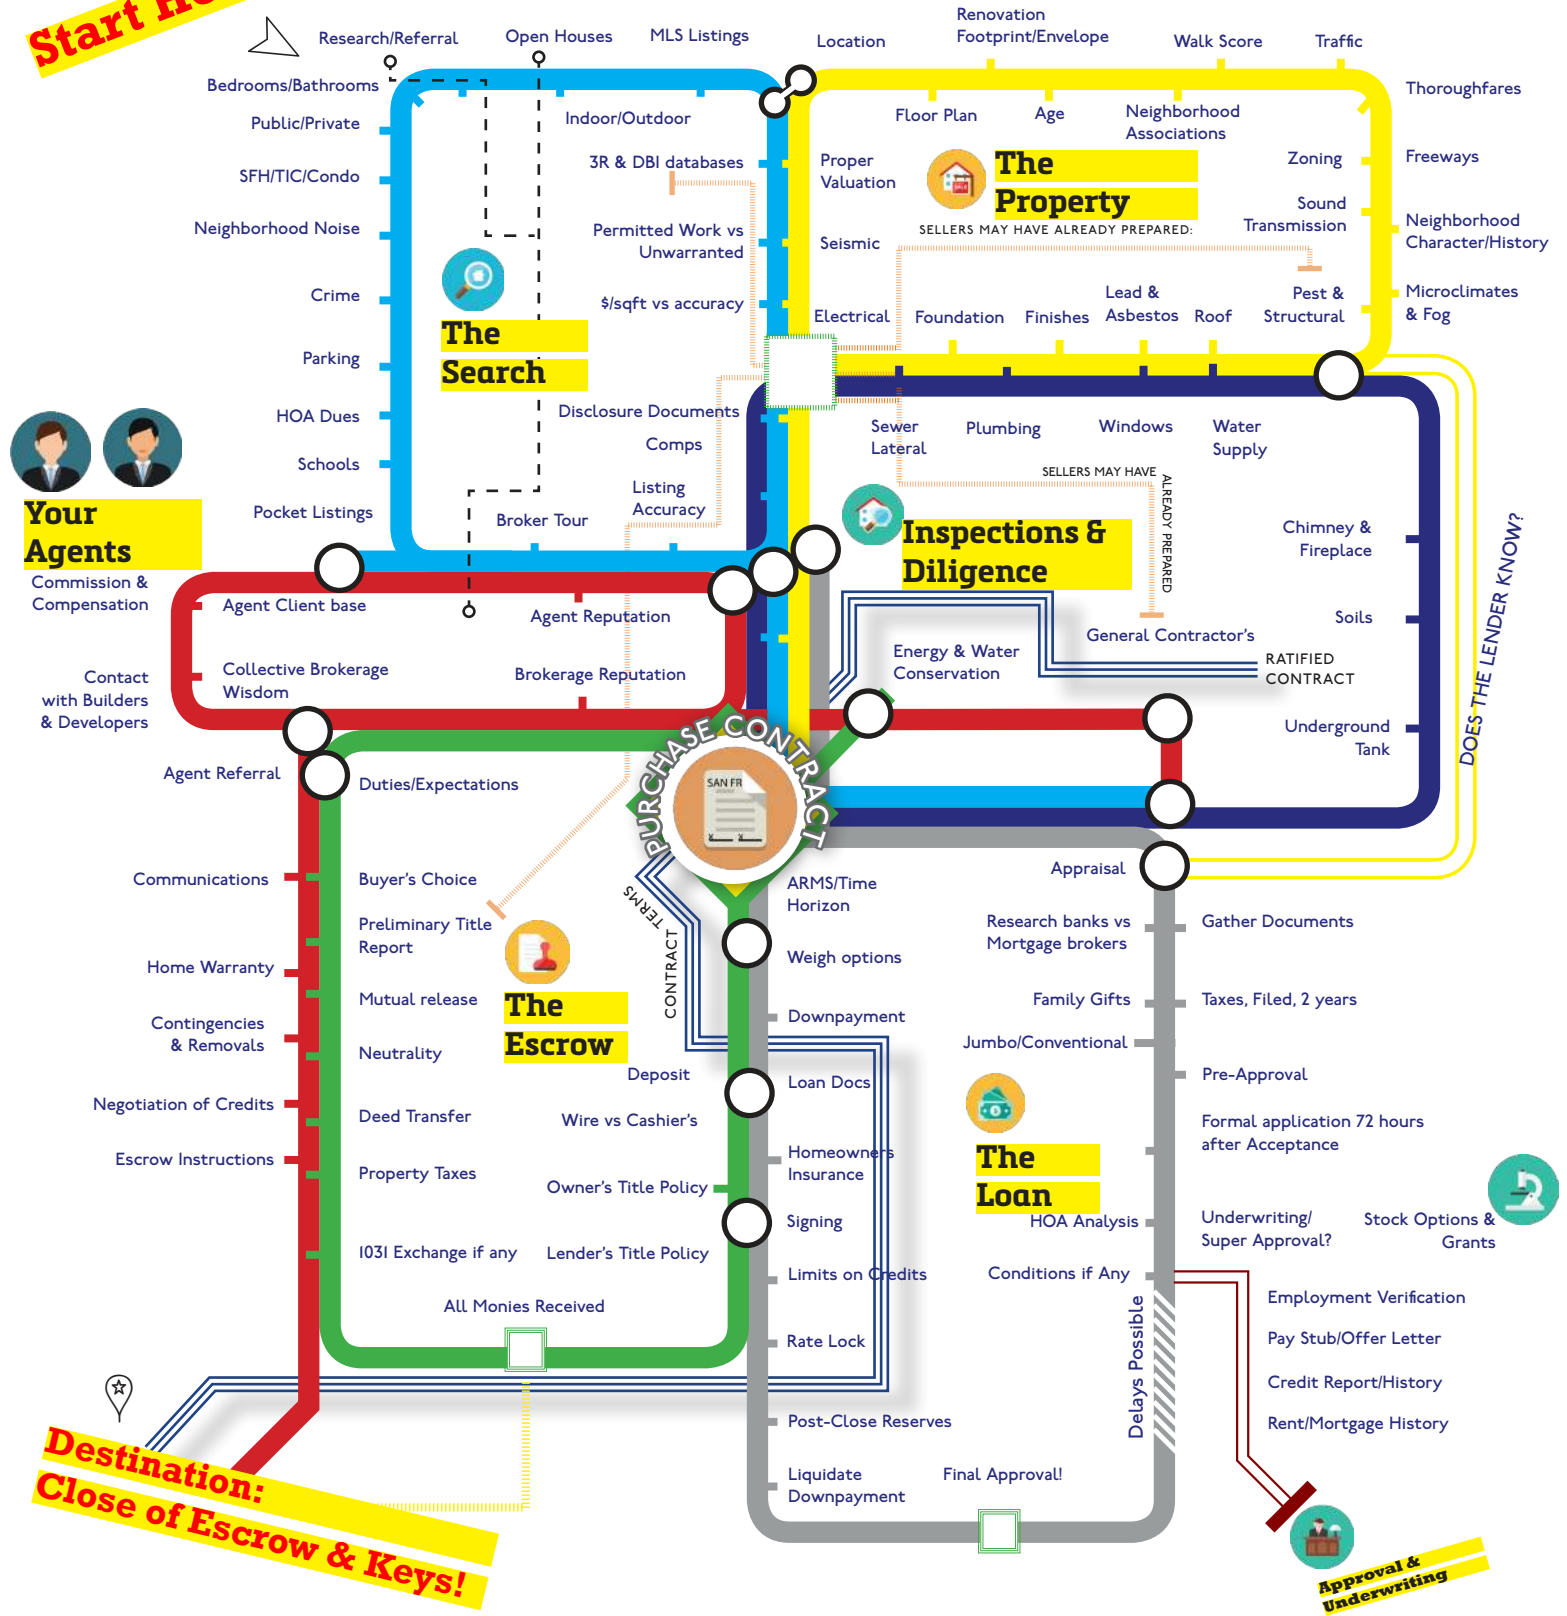 Start He
Research/Referral
Open Houses
MLS Listings
Location
Renovation
Footprint/Envelope
Walk Score
Traffic
Bedrooms/Bathrooms
Thoroughfares
Public/Private
Indoor/Outdoor
Floor Plan
Age
Neighborhood
Associations
SFH/TIC/Condo
3R & DBI databases
Proper
Valuation
The
Property
Zoning
Freeways
Neighborhood Noise
Permitted Work vs
Unwarranted
Seismic
SELLERS MAY HAVE ALREADY PREPARED:
Sound
Transmission
Neighborhood
Character/History
Crime
$/sqft vs accuracy
Electrical
Foundation
Finishes
Lead &
Asbestos
Roof
Pest &
Structural
Microclimates
& Fog
The
Search
Parking
HOA Dues
Disclosure Documents
Comps
Sewer
Lateral
Plumbing
Windows
Water
Supply
Schools
Listing
Accuracy
SELLERS MAY HAVE
ALREADY PREPARED
Pocket Listings
Broker Tour
Your
Agents
Inspections &
Diligence
Chimney &
Fireplace
DOES THE LENDER KNOW?
Commission &
Compensation
Agent Client base
Agent Reputation
Soils
General Contractor's
Energy & Water
Conservation
RATIFIED
CONTRACT
Contact
with Builders
& Developers
Collective Brokerage
Wisdom
Brokerage Reputation
Underground
Tank
PURCHASE CONTRACT
SAN FR
Agent Referral
Duties/Expectations
Communications
Buyer's Choice
TERMS
CONTRACT
ARMS/Time
Horizon
Appraisal
Preliminary Title
Report
Research banks vs
Mortgage brokers
Gather Documents
Home Warranty
Weigh options
Mutual release
The
Escrow
Downpayment
Family Gifts
Taxes, Filed, 2 years
Contingencies
& Removals
Neutrality
Jumbo/Conventional
Deposit
Loan Docs
Pre-Approval
Negotiation of Credits
Deed Transfer
Wire vs Cashier's
Formal application 72 hours
after Acceptance
Escrow Instructions
Property Taxes
Homeowners
Insurance
The
Loan
Owner's Title Policy
Signing
HOA Analysis
Underwriting/
Super Approval?
Stock Options &
Grants
1031 Exchange if any
Lender's Title Policy
Limits on Credits
Conditions if Any
All Monies Received
Employment Verification
Rate Lock
Delays Possible
Pay Stub/Offer Letter
Credit Report/History
Post-Close Reserves
Rent/Mortgage History
Liquidate
Downpayment
Final Approval!
Destination:
Close of Escrow & Keys!
Approval &
Underwriting